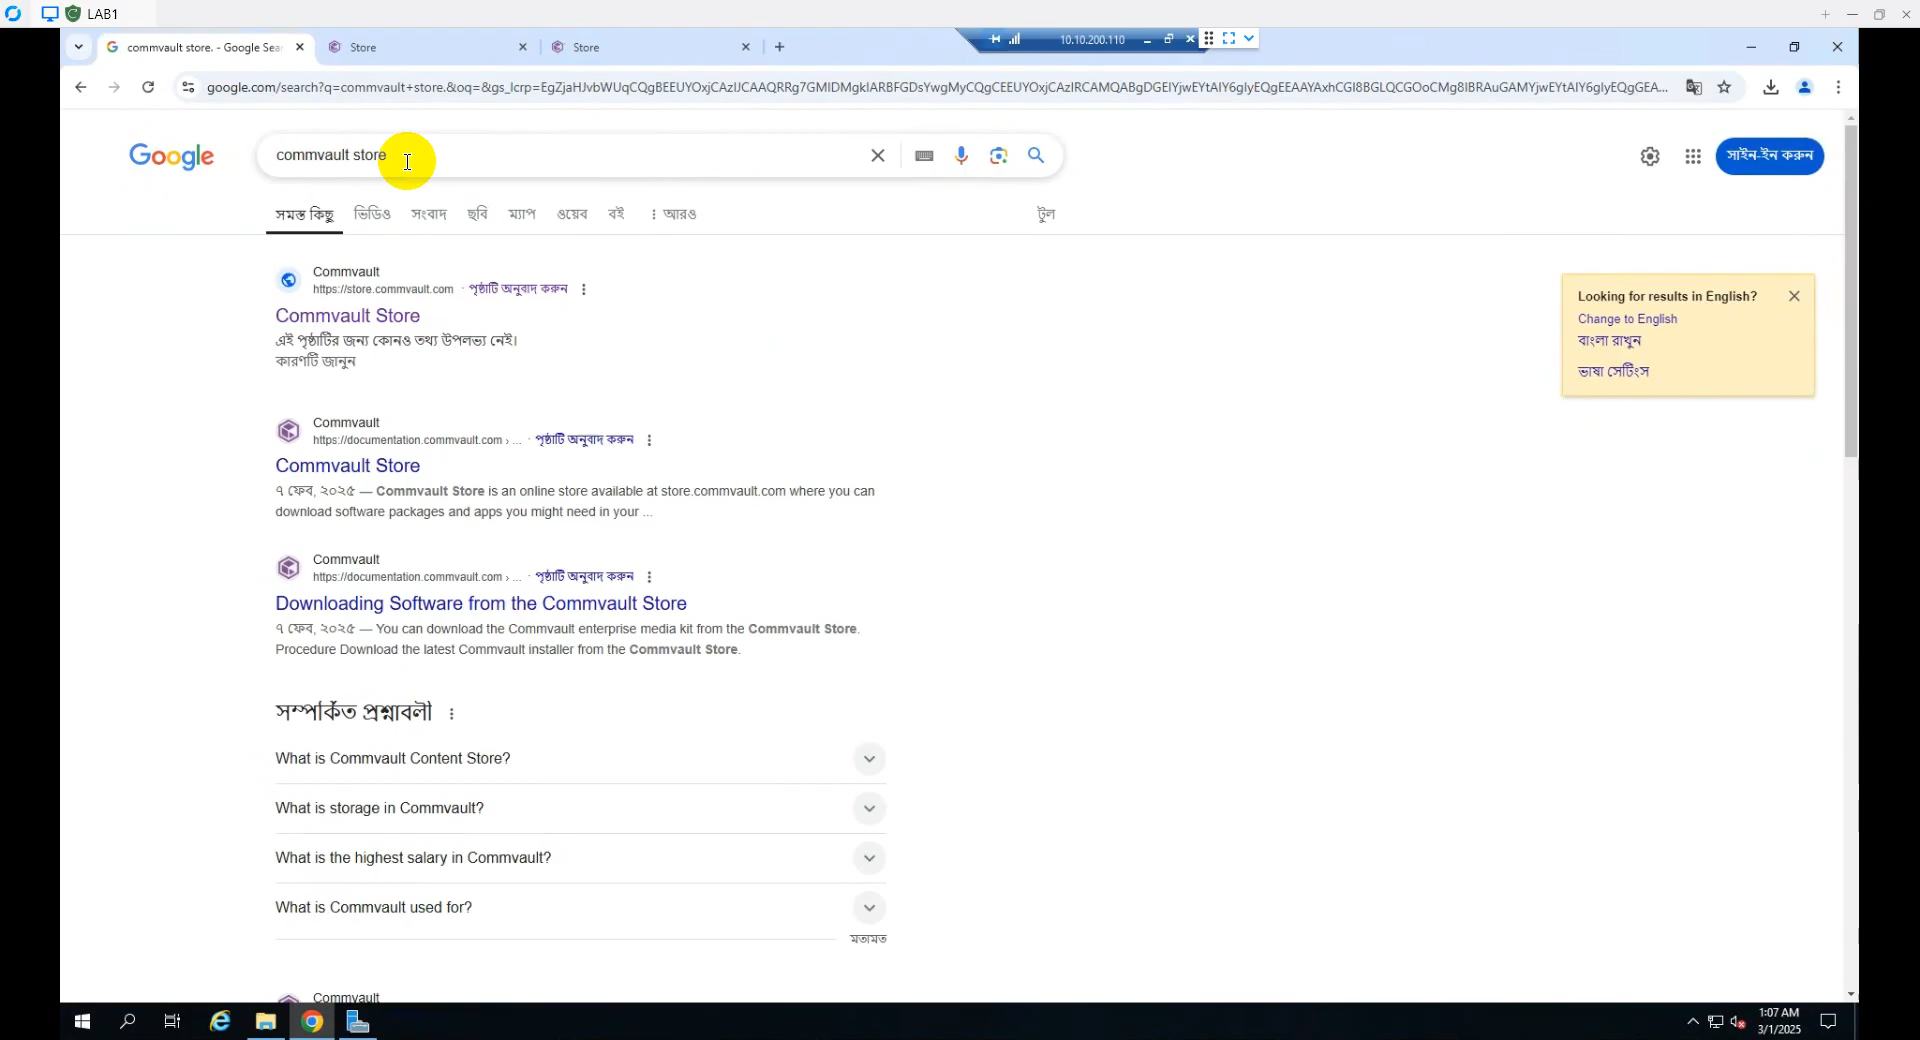 LAB1
commvault store. - Google Sea
Store
Store
10.10.200.110
google.com/search?q=commvault+store.&oq=&gs_lcrp=EgZjaHJvbWUqCQgBEEUYOxjCAzIJCAAQRRg7GMIDMgkIARBFGDsYwgMyCQgCEEUYOxjCAzIRCAMQABgDGEIYjwEYtAIY6gIyEQgEEAAYAxhCGI8BGLQCGOoCMg8IBRAuGAMYjwEYtAIY6gIyEQgGEA...
Google
commvault store
সাইন-ইন করুন
সমস্ত কিছু
ভিডিও
সংবাদ
ছবি
ম্যাপ
ওয়েব
বই
আরও
টুল
Commvault
https://store.commvault.com · পৃষ্ঠাটি অনুবাদ করুন
Commvault Store
এই পৃষ্ঠাটির জন্য কোনও তথ্য উপলভ্য নেই।
কারণটি জানুন
Looking for results in English?
Change to English
বাংলা রাখুন
ভাষা সেটিংস
Commvault
https://documentation.commvault.com › ... · পৃষ্ঠাটি অনুবাদ করুন
Commvault Store
৭ ফেব, ২০২৫ — Commvault Store is an online store available at store.commvault.com where you can
download software packages and apps you might need in your ...
Commvault
https://documentation.commvault.com › ... · পৃষ্ঠাটি অনুবাদ করুন
Downloading Software from the Commvault Store
৭ ফেব, ২০২৫ — You can download the Commvault enterprise media kit from the Commvault Store.
Procedure Download the latest Commvault installer from the Commvault Store.
সম্পর্কিত প্রশ্নাবলী
What is Commvault Content Store?
What is storage in Commvault?
What is the highest salary in Commvault?
What is Commvault used for?
মতামত
Commvault
1:07 AM
3/1/2025